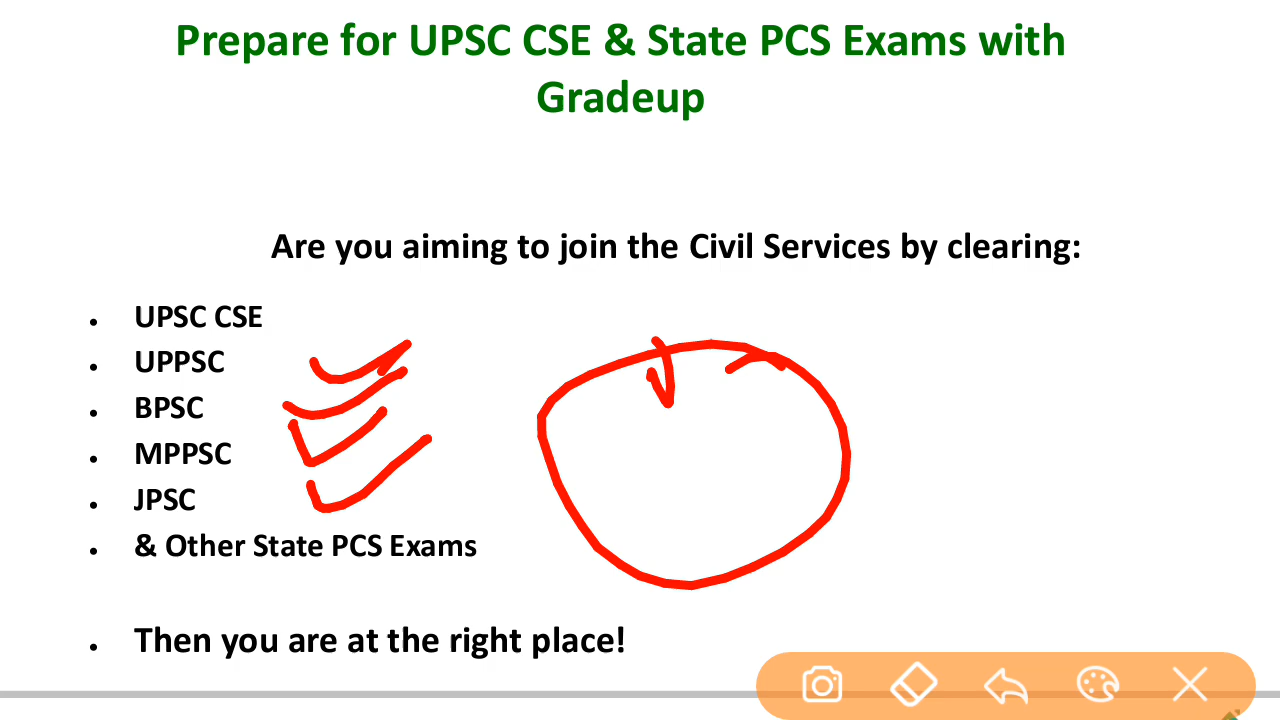 Prepare for UPSC CSE & State PCS Exams with
Gradeup
Are you aiming to join the Civil Services by clearing:
• UPSC CSE
• UPPSC
• BPSC
• MPPSC
• JPSC
• & Other State PCS Exams
• Then you are at the right place!